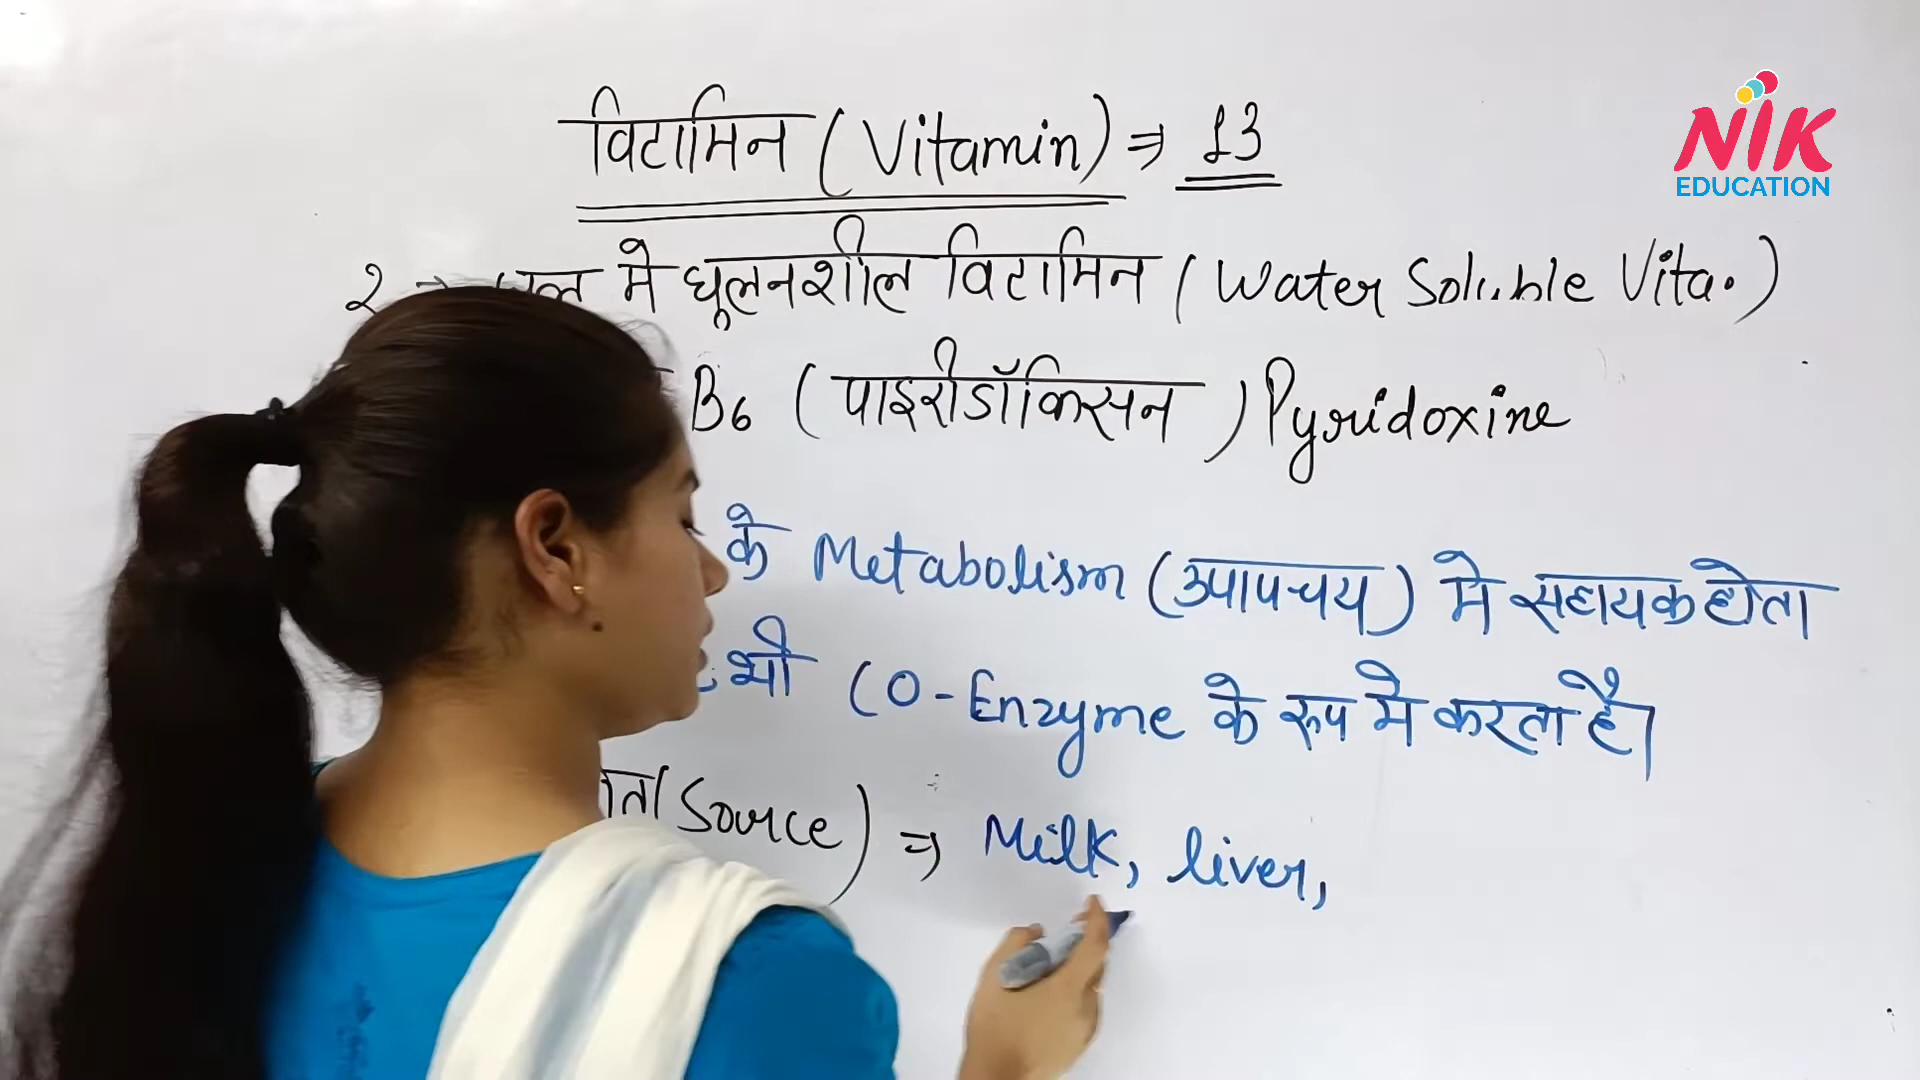 विटामिन (Vitamin) ⇒ 13
NIK
EDUCATION
2 में घूलनशील विटामिन (Water Soluble Vita.)
B6 (पाइरीडॉक्सिन) Pyridoxine
के Metabolism (उपापचय) मे सहायक होता
भी CO-Enzyme के रूप मे करता है।
(Source) ⇒ Milk, liver,